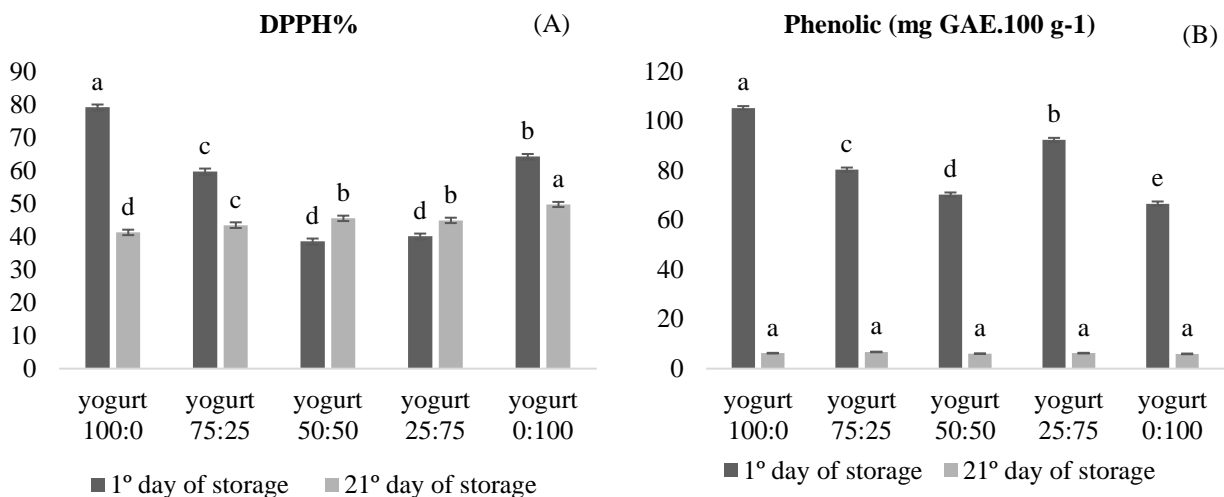 DPPH%
(A)
90
80
70
60
50
40
30
20
10
0
a
d
c
c
d
b
d
b
b
a
yogurt 100:0
yogurt 75:25
yogurt 50:50
yogurt 25:75
yogurt 0:100
1º day of storage
21º day of storage
Phenolic (mg GAE.100 g-1)
(B)
120
100
80
60
40
20
0
a
a
c
a
d
a
b
a
e
a
yogurt 100:0
yogurt 75:25
yogurt 50:50
yogurt 25:75
yogurt 0:100
1º day of storage
21º day of storage